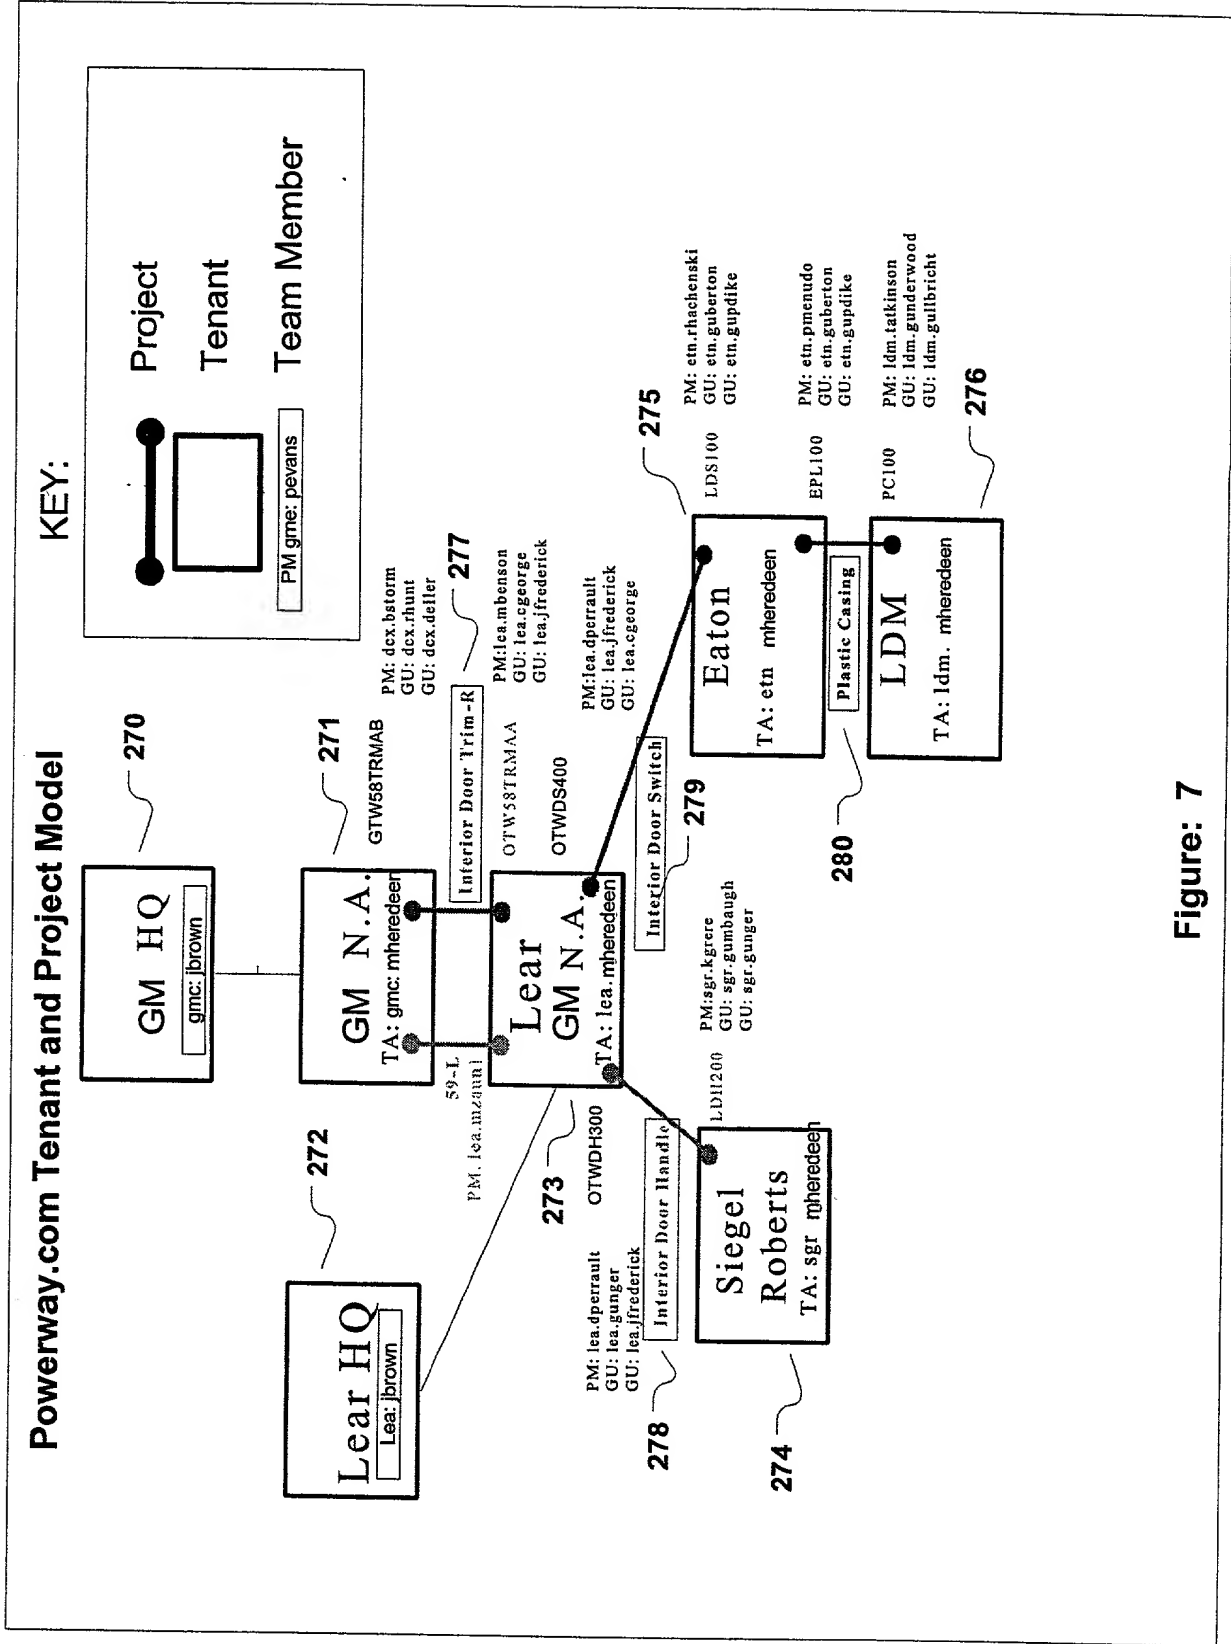 Powerway.com Tenant and Project Model
KEY:
Project
Tenant
PM gme: pevans
Team Member
270
GM HQ
gmc: jbrown
271
GM N.A.
TA: gmc: mheredeen
GTW58TRMAB
PM: dcx.bstorm
GU: dcx.rhunt
GU: dcx.deller
272
Lear HQ
Lea: jbrown
59-L
Interior Door Trim-R
277
OTW58TRMAA
PM:lea.mbenson
GU: lea.cgeorge
GU: lea.jfrederick
Lear
GM N.A.
TA: lea.mheredeen
273
OTWDS400
PM:lea.dperrault
GU: lea.jfrederick
GU: lea.cgeorge
OTWDH300
PM: lea.dperrault
GU: lea.gunger
GU: lea.jfrederick
Interior Door Handle
278
Interior Door Switch
279
LDH200
PM:sgr.kgrere
GU: sgr.gumbaugh
GU: sgr.gunger
Siegel
Roberts
TA: sgr mheredeen
274
275
LDS100
PM: etn.rhachenski
GU: etn.guberton
GU: etn.gupdike
Eaton
TA: etn mheredeen
EPL100
PM: etn.pmenudo
GU: etn.guberton
GU: etn.gupdike
Plastic Casing
280
PC100
PM: ldm.tatkinson
GU: ldm.gunderwood
GU: ldm.gullbricht
LDM
TA: ldm. mheredeen
276
Figure: 7